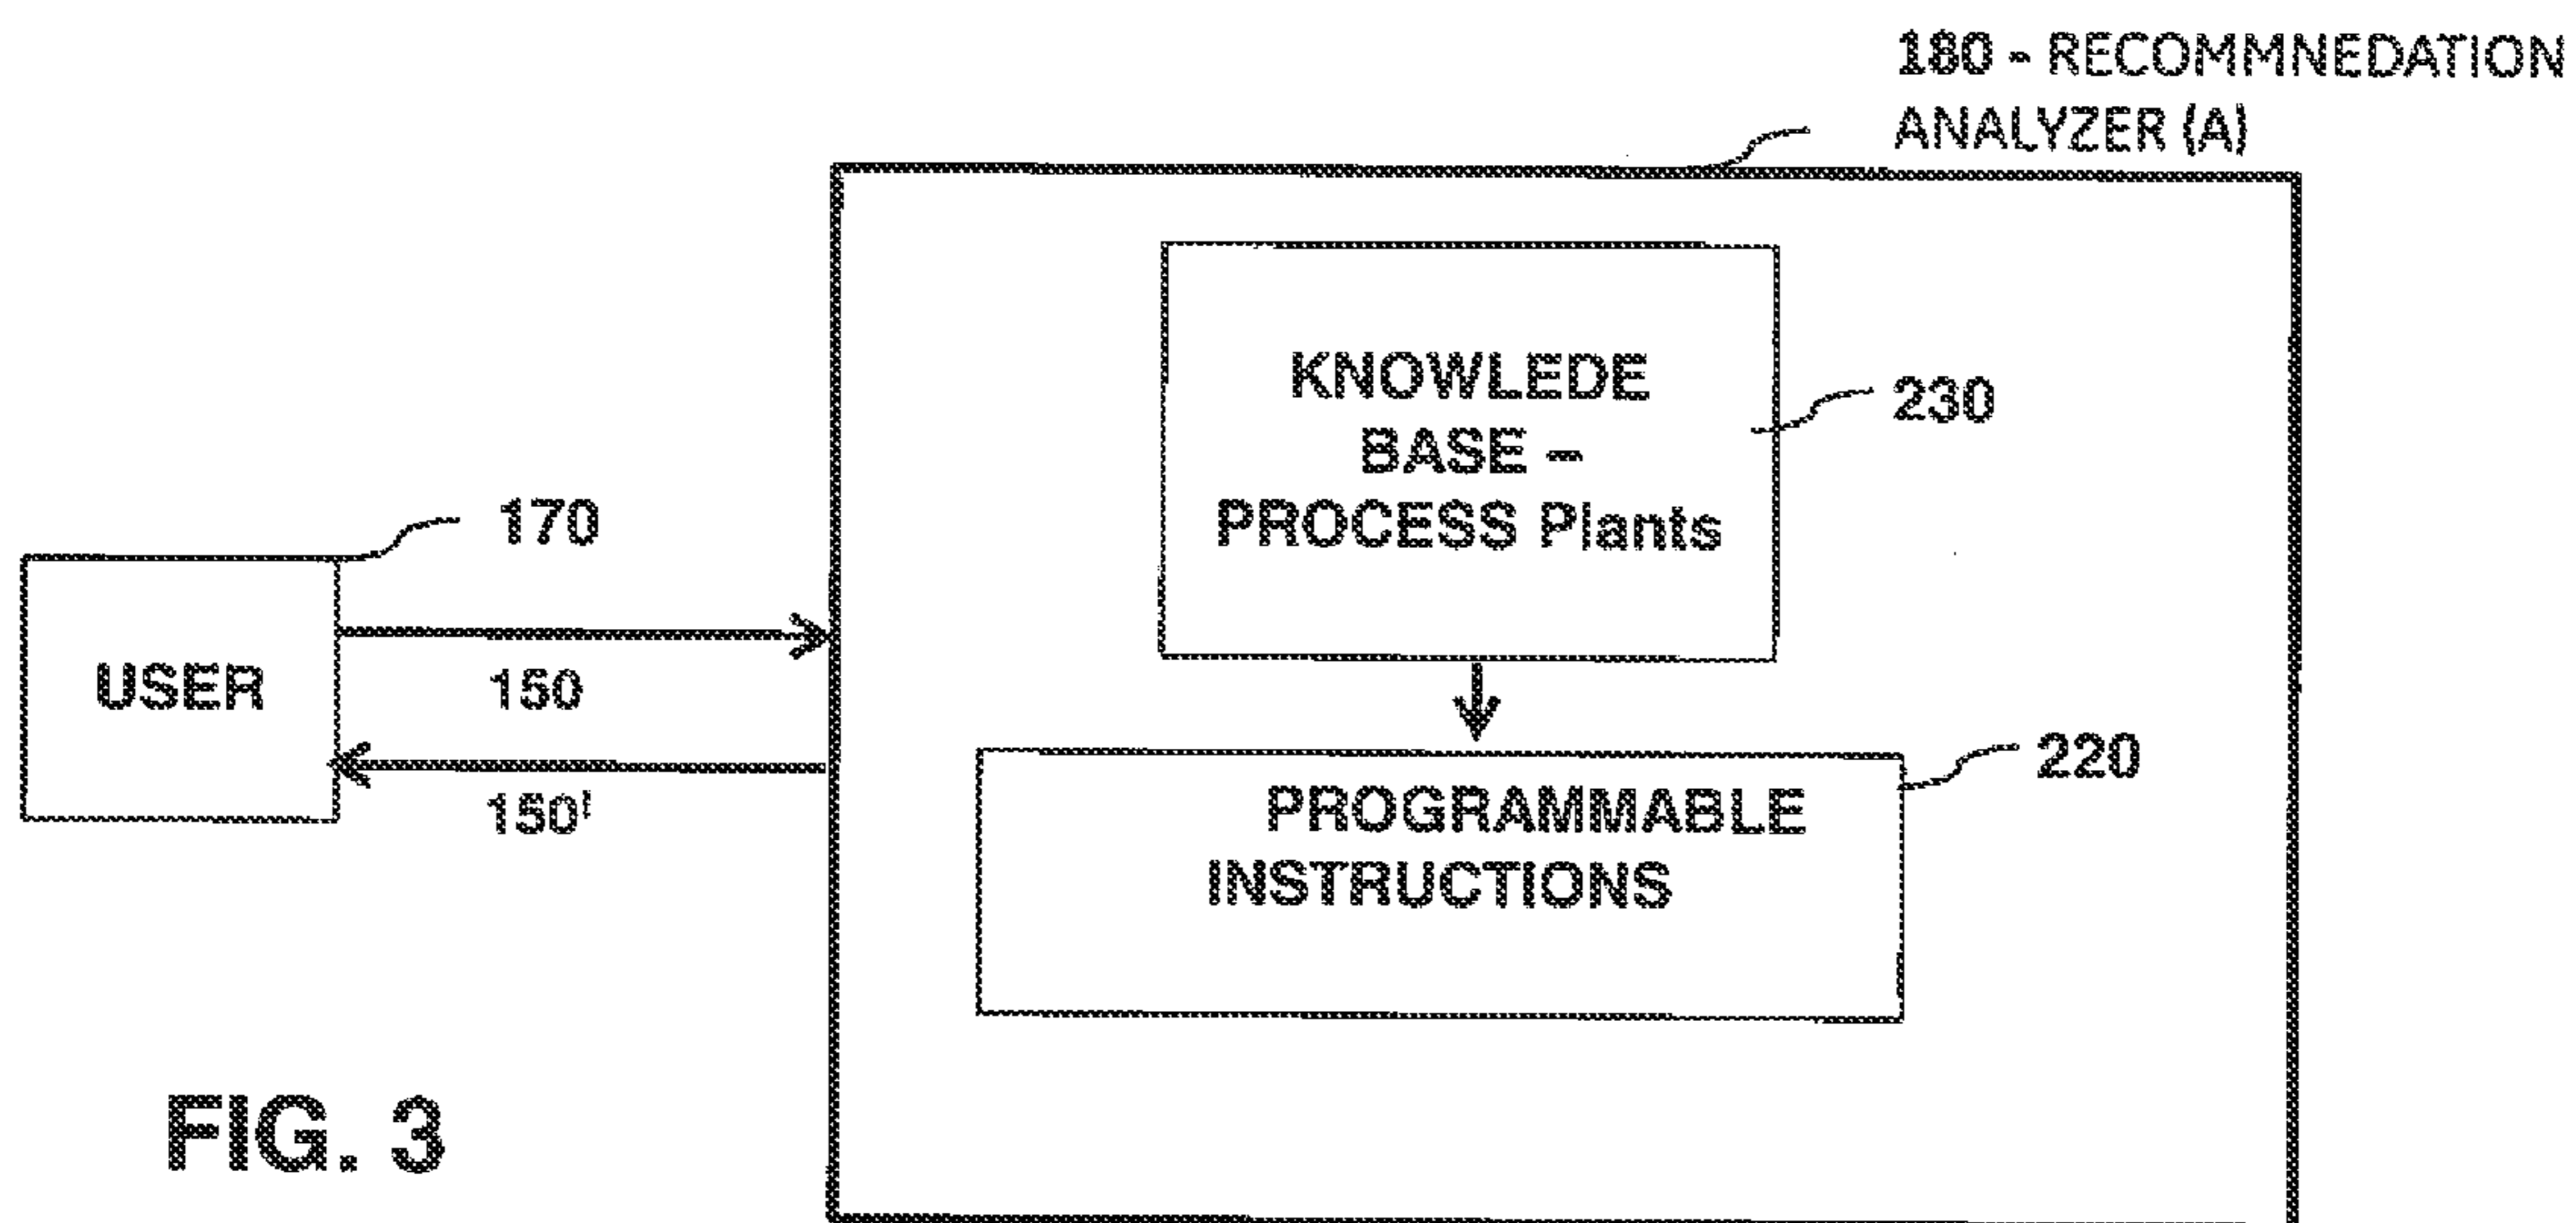 180 - RECOMMNEDATION
ANALYZER (A)
KNOWLEDE
BASE –
PROCESS Plants
230
170
USER
150
150'
220
PROGRAMMABLE
INSTRUCTIONS
FIG. 3